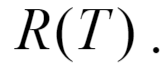 R(T) .